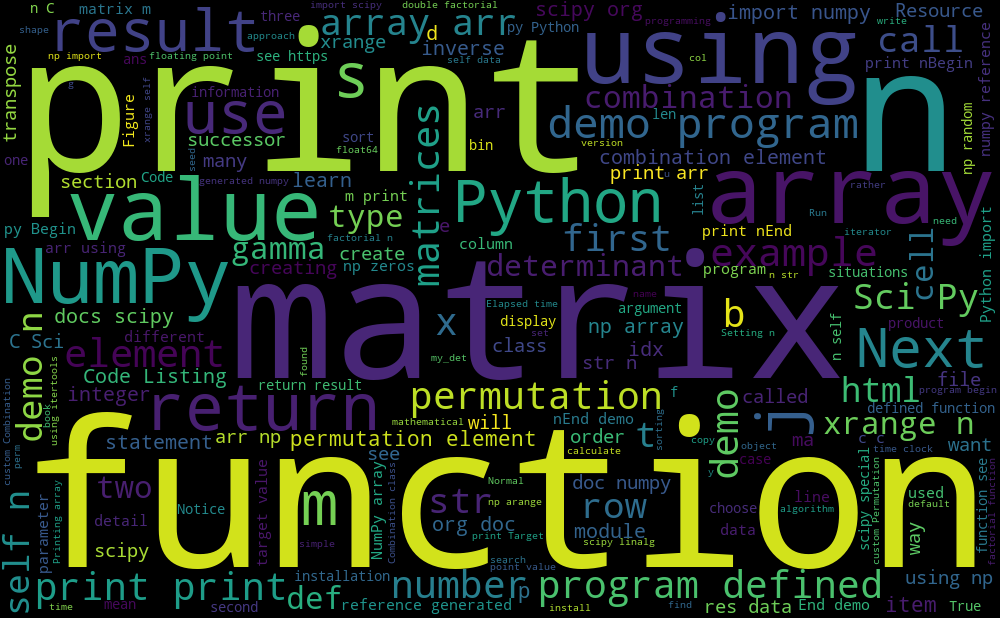 n C
matrix m
three
import scipy
double factorial
scipy org
import numpy
Resource
shape
result
approach
array arr
d
py Python
programming
write
np import
floating point
ans
xrange
see https
inverse
self data
using
col
call
print nBegin
transpose
print
s
n
information
use
combination
numpy reference
Figure
xrange self
matrices
arr
demo program
len
np random
one
successor
sort
float64
bin
version
many
seed
combination element
section
Code
generated numpy
learn
print arr
u
array
rather
value
m print
type
Python
list
Run
py Begin
factorial n
e
first
print nEnd
iterator
need
arr using
gamma
create
column
example
cell
Python import
NumPy
creating
np zeros
determinant
program
n str
situations
matrix
name
docs scipy
Elapsed time
argument
b
Sci Py
x
display
set
Setting n
product
C Sci
different
class
np array
idx
n self
Next
demo n
element
found
my_det
str n
Code Listing
return result
f
html
file
program begin
using itertools
book
integer
return
permutation
mathematical
will
called
J
defined function
xrange n
custom Combination
perm
statement
arr np
permutation element
nEnd demo
order
t
sorting
demo
copy
object
ma
c c
time clock
want
see
calculate
y
case
two
target value
m
str
Normal
np arange
doc numpy
row
choose
line
algorithm
scipy special
custom Permutation
used
default
function see
factorial function
function
parameter
Printing array
detail
Notice
NumPy array
Combination class
org doc
print Target
module
data
way
scipy
simple
search
point value
scipy linalg
self n
print print
installation
number
p
program defined
using np
time
mean
second
def
reference generated
install
find
res data
End demo
item
True